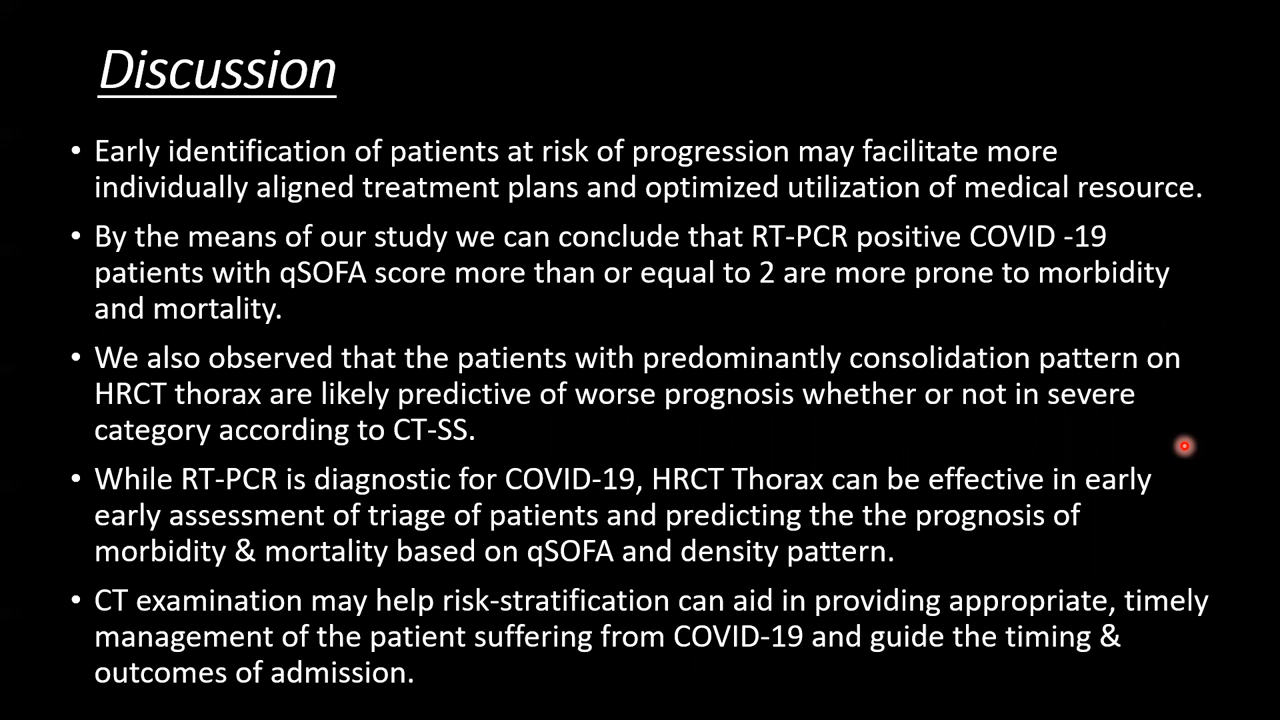 Discussion
• Early identification of patients at risk of progression may facilitate more
individually aligned treatment plans and optimized utilization of medical resource.
• By the means of our study we can conclude that RT-PCR positive COVID -19
patients with qSOFA score more than or equal to 2 are more prone to morbidity
and mortality.
• We also observed that the patients with predominantly consolidation pattern on
HRCT thorax are likely predictive of worse prognosis whether or not in severe
category according to CT-SS.
• While RT-PCR is diagnostic for COVID-19, HRCT Thorax can be effective in early
early assessment of triage of patients and predicting the the prognosis of
morbidity & mortality based on qSOFA and density pattern.
• CT examination may help risk-stratification can aid in providing appropriate, timely
management of the patient suffering from COVID-19 and guide the timing &
outcomes of admission.